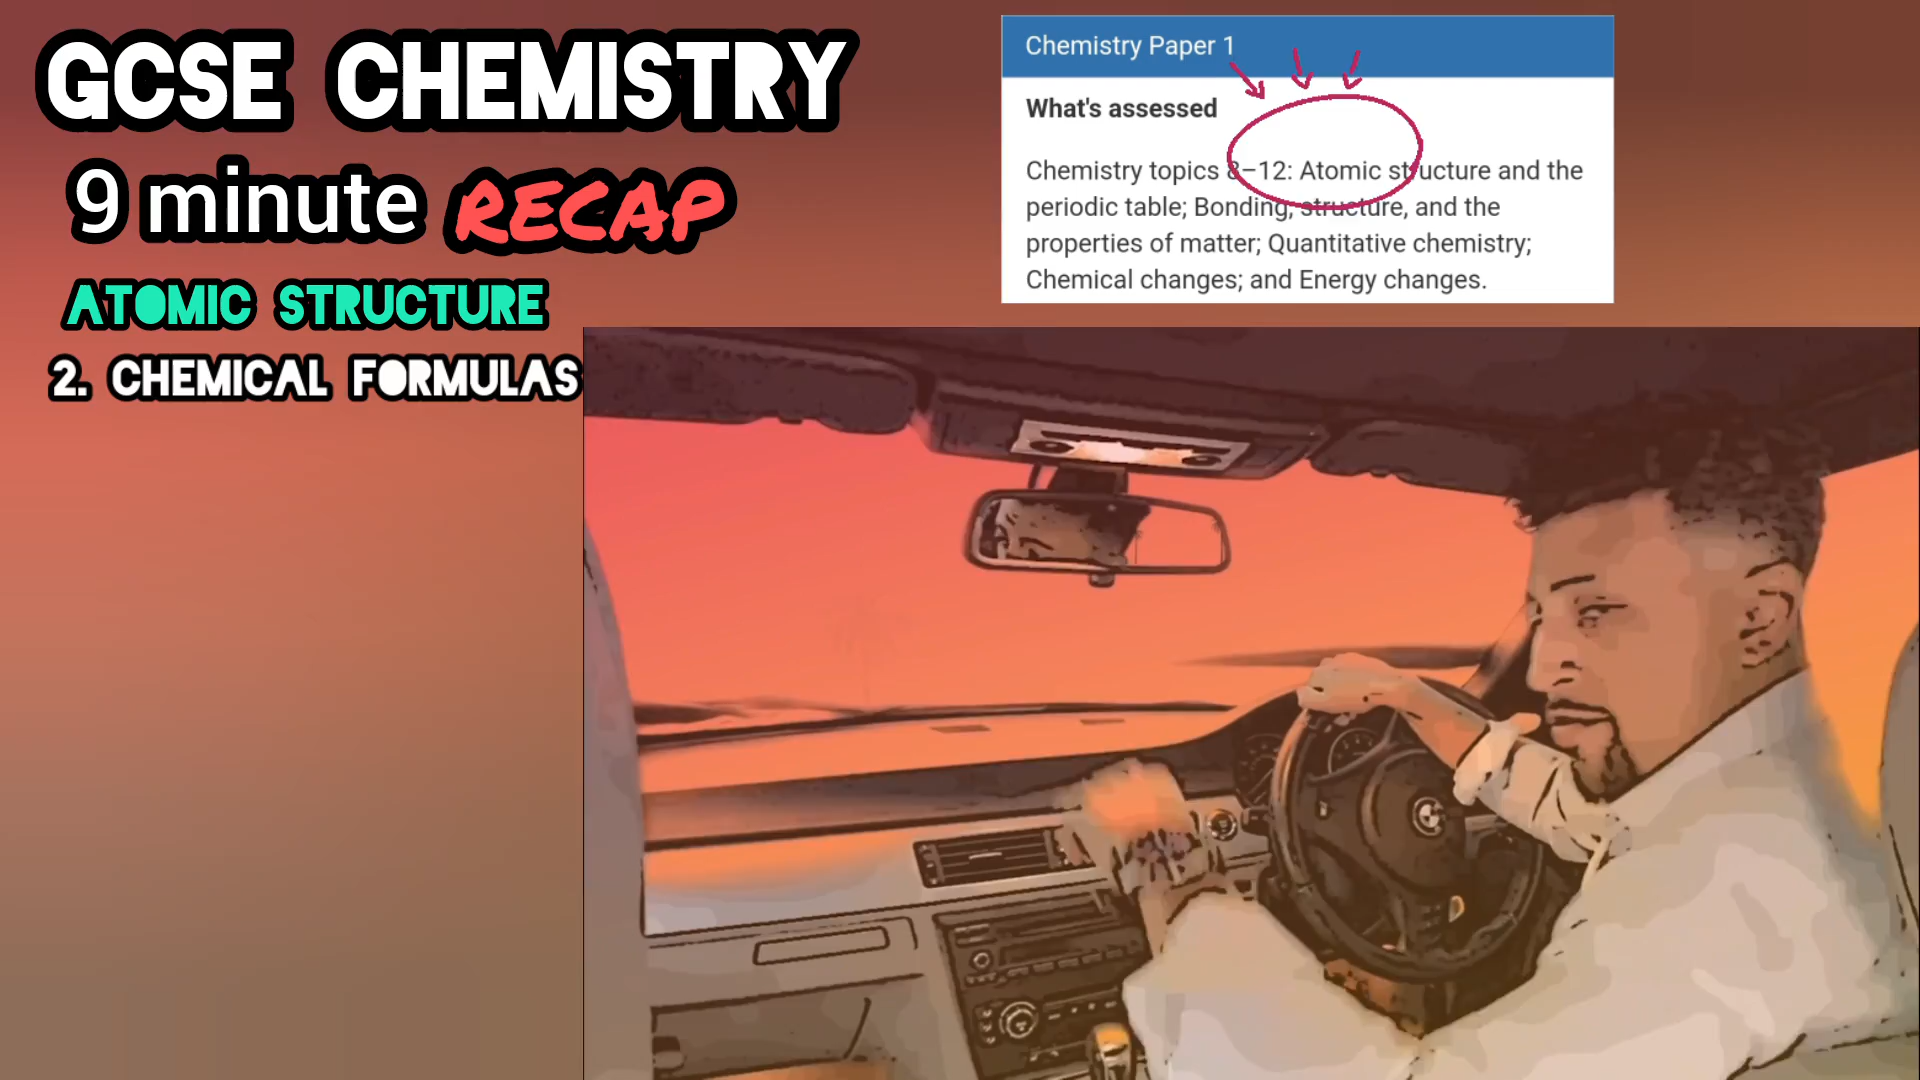 GCSE CHEMISTRY
9 minute RECAP
ATOMIC STRUCTURE
2. CHEMICAL FORMULAS
Chemistry Paper 1
What's assessed
Chemistry topics 8–12: Atomic structure and the
periodic table; Bonding, structure, and the
properties of matter; Quantitative chemistry;
Chemical changes; and Energy changes.